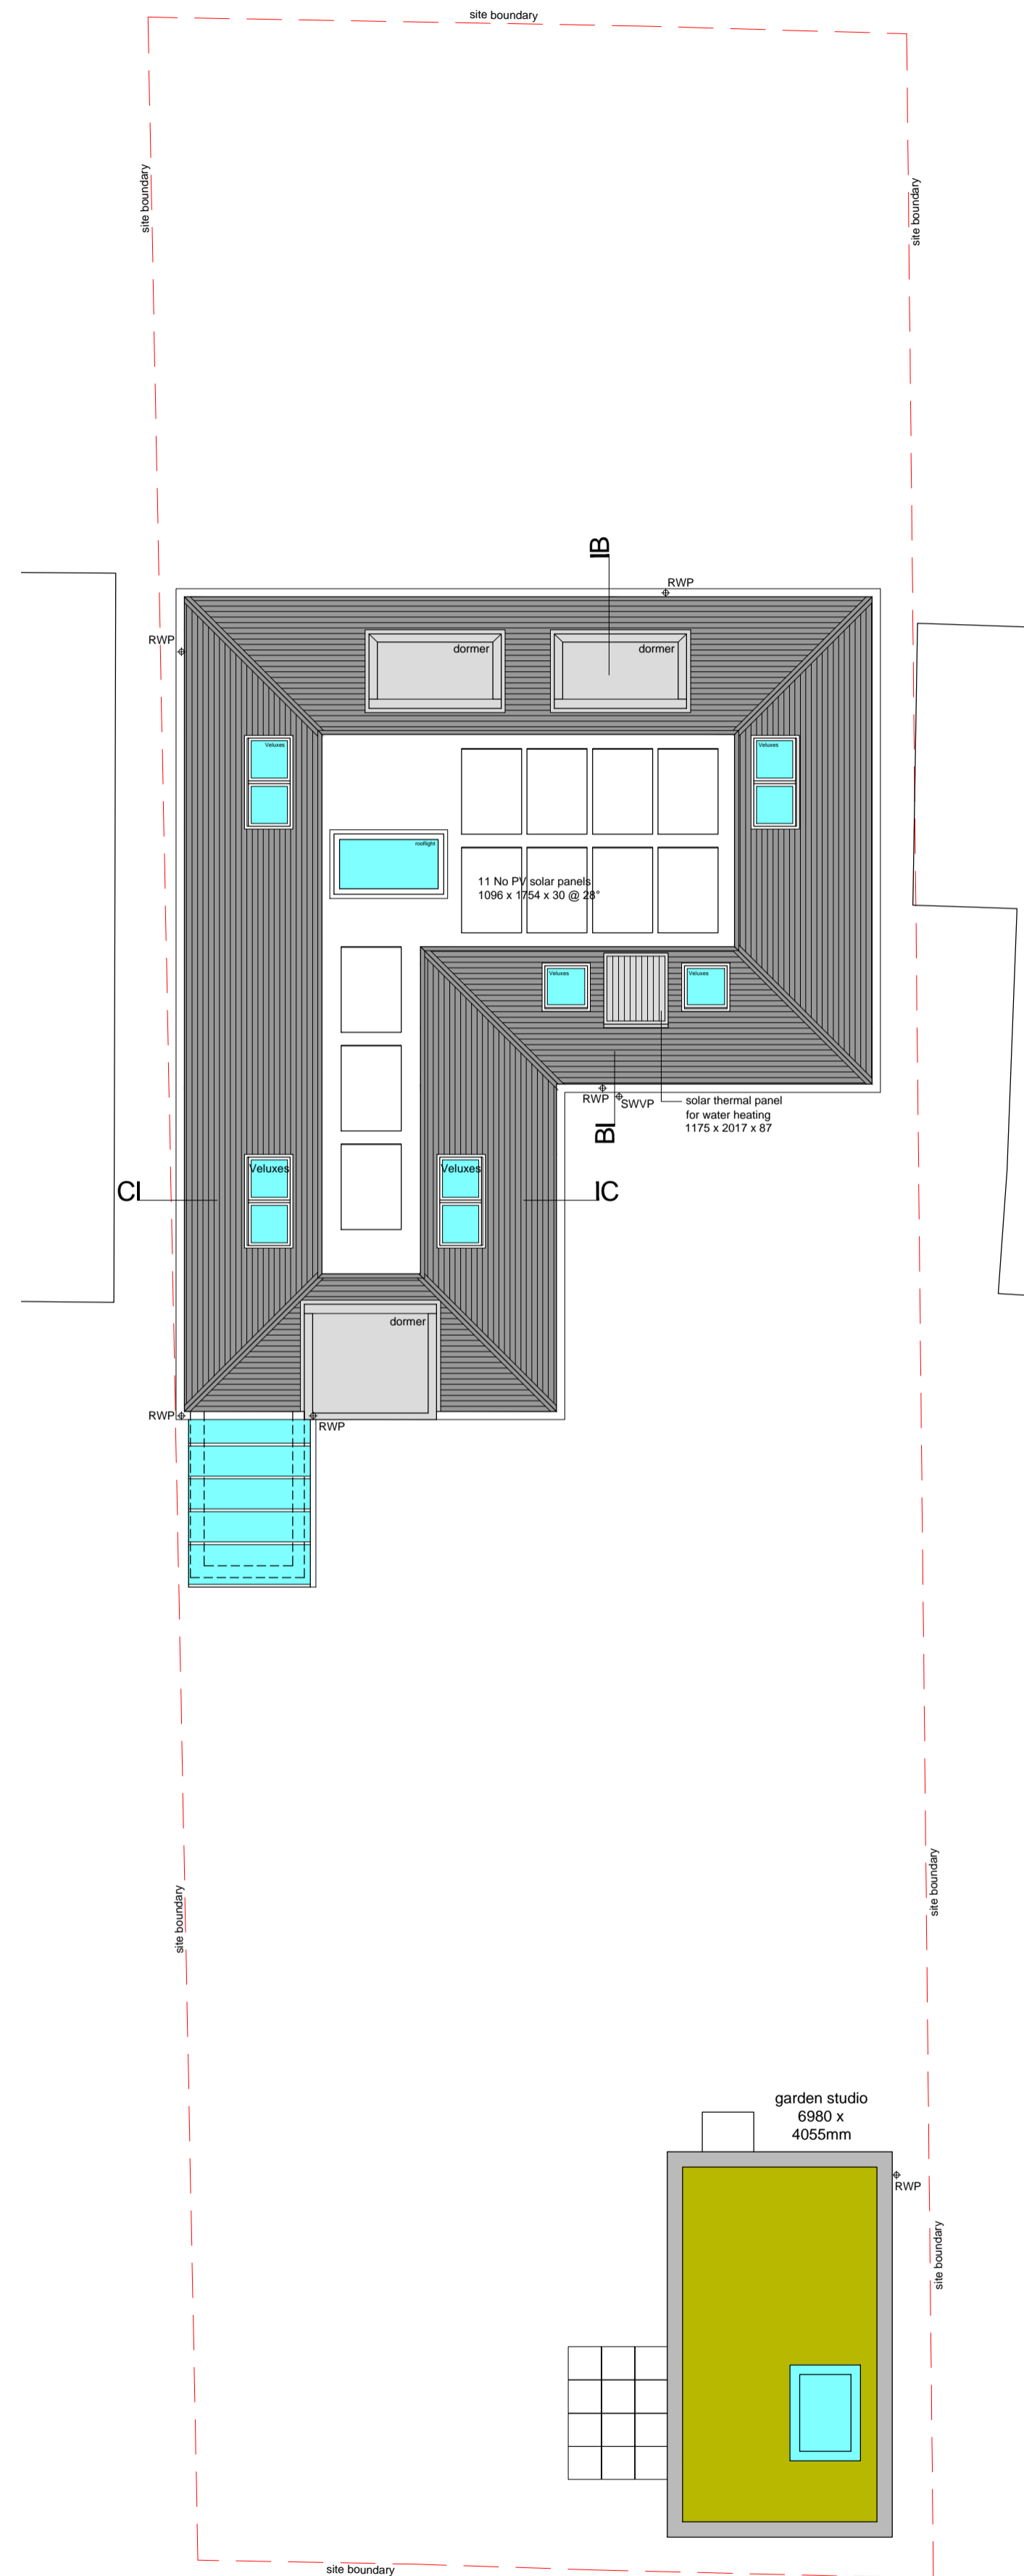 site boundary
site boundary
site boundary
IB
RWP
RWP
dormer
dormer
Veluxes
Veluxes
rooflight
11 No PV solar panels
1096 x 1754 x 30 @ 28°
Veluxes
Veluxes
RWP
SWVP
solar thermal panel
for water heating
1175 x 2017 x 87
BI
Veluxes
Veluxes
CI
IC
dormer
RWP
RWP
site boundary
site boundary
garden studio
6980 x
4055mm
RWP
site boundary
site boundary